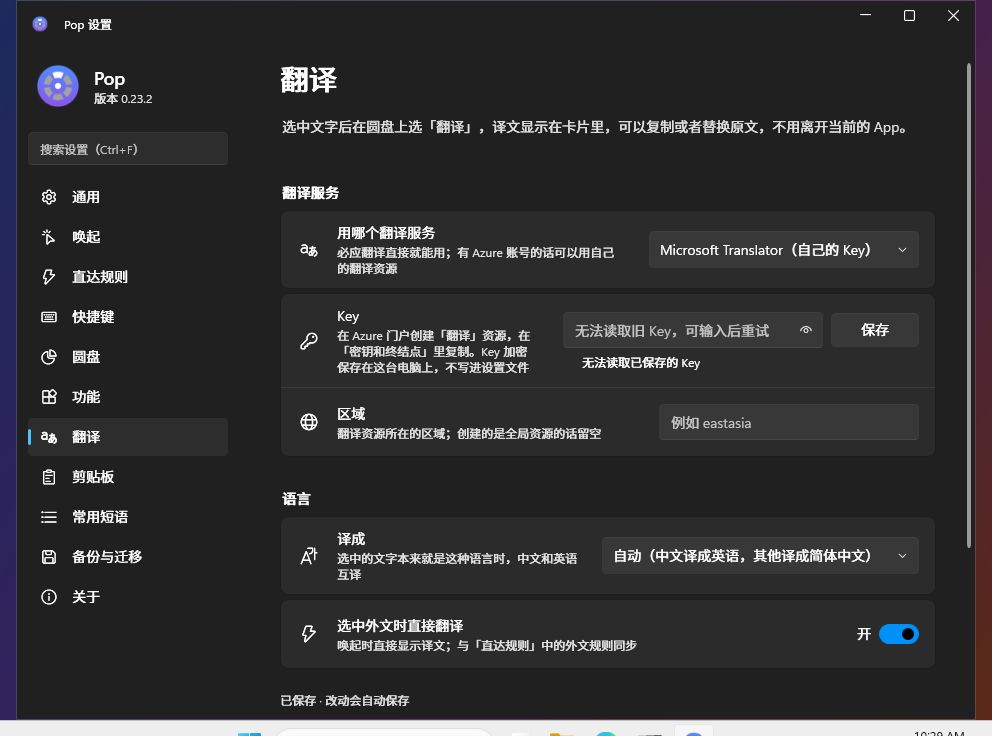 Pop 设置
Pop
版本 0.23.2
搜索设置（Ctrl+F）
通用
唤起
直达规则
快捷键
圆盘
功能
翻译
剪贴板
常用短语
备份与迁移
关于
翻译
选中文字后在圆盘上选「翻译」，译文显示在卡片里，可以复制或者替换原文，不用离开当前的 App。
翻译服务
用哪个翻译服务
必应翻译直接就能用；有 Azure 账号的话可以用自己
的翻译资源
Microsoft Translator（自己的 Key）
Key
在 Azure 门户创建「翻译」资源，在
「密钥和终结点」里复制。Key 加密
保存在这台电脑上，不写进设置文件
无法读取旧 Key，可输入后重试
保存
无法读取已保存的 Key
区域
翻译资源所在的区域；创建的是全局资源的话留空
例如 eastasia
语言
译成
选中的文字本来就是这种语言时，中文和英语
互译
自动（中文译成英语，其他译成简体中文）
选中外文时直接翻译
唤起时直接显示译文；与「直达规则」中的外文规则同步
开
已保存 · 改动会自动保存
10:29 AM